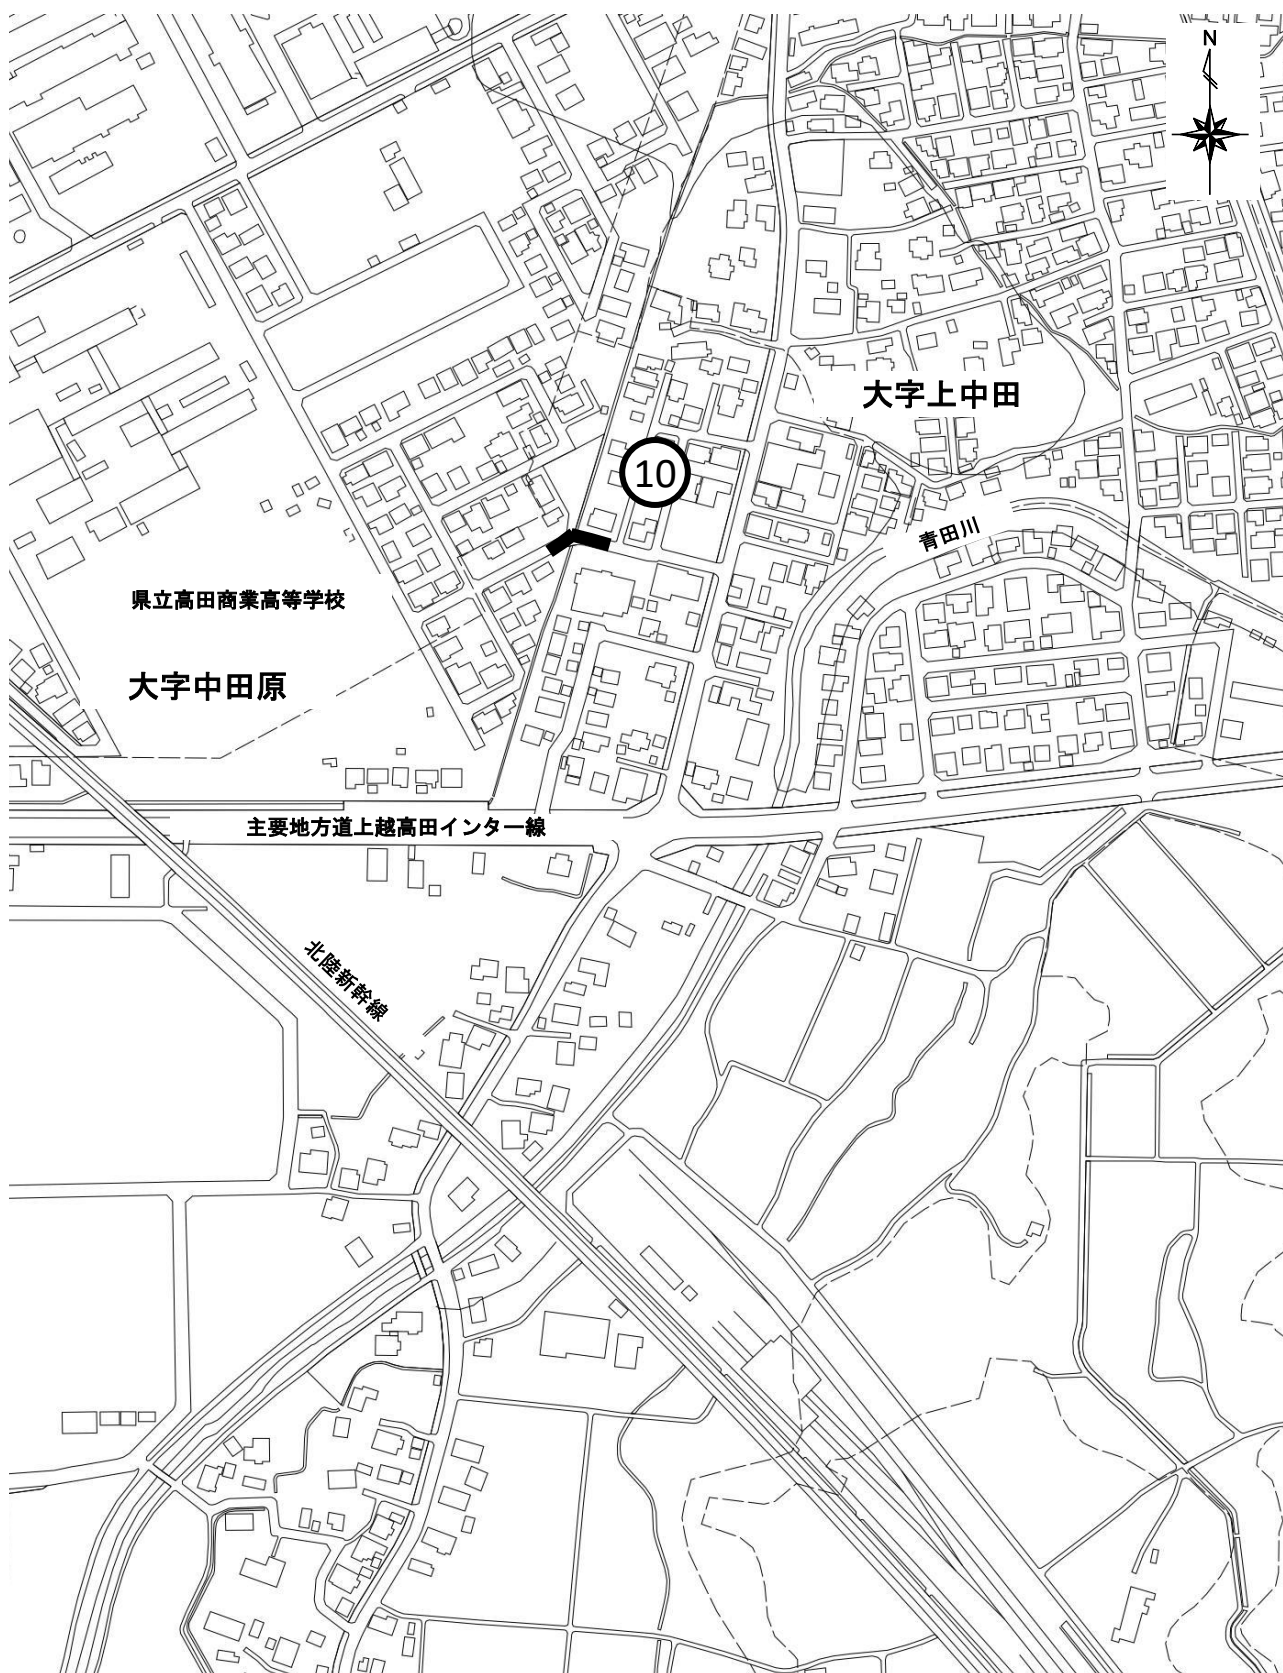 N
大字上中田
10
青田川
県立高田商業高等学校
大字中田原
主要地方道上越高田インター線
北陸新幹線